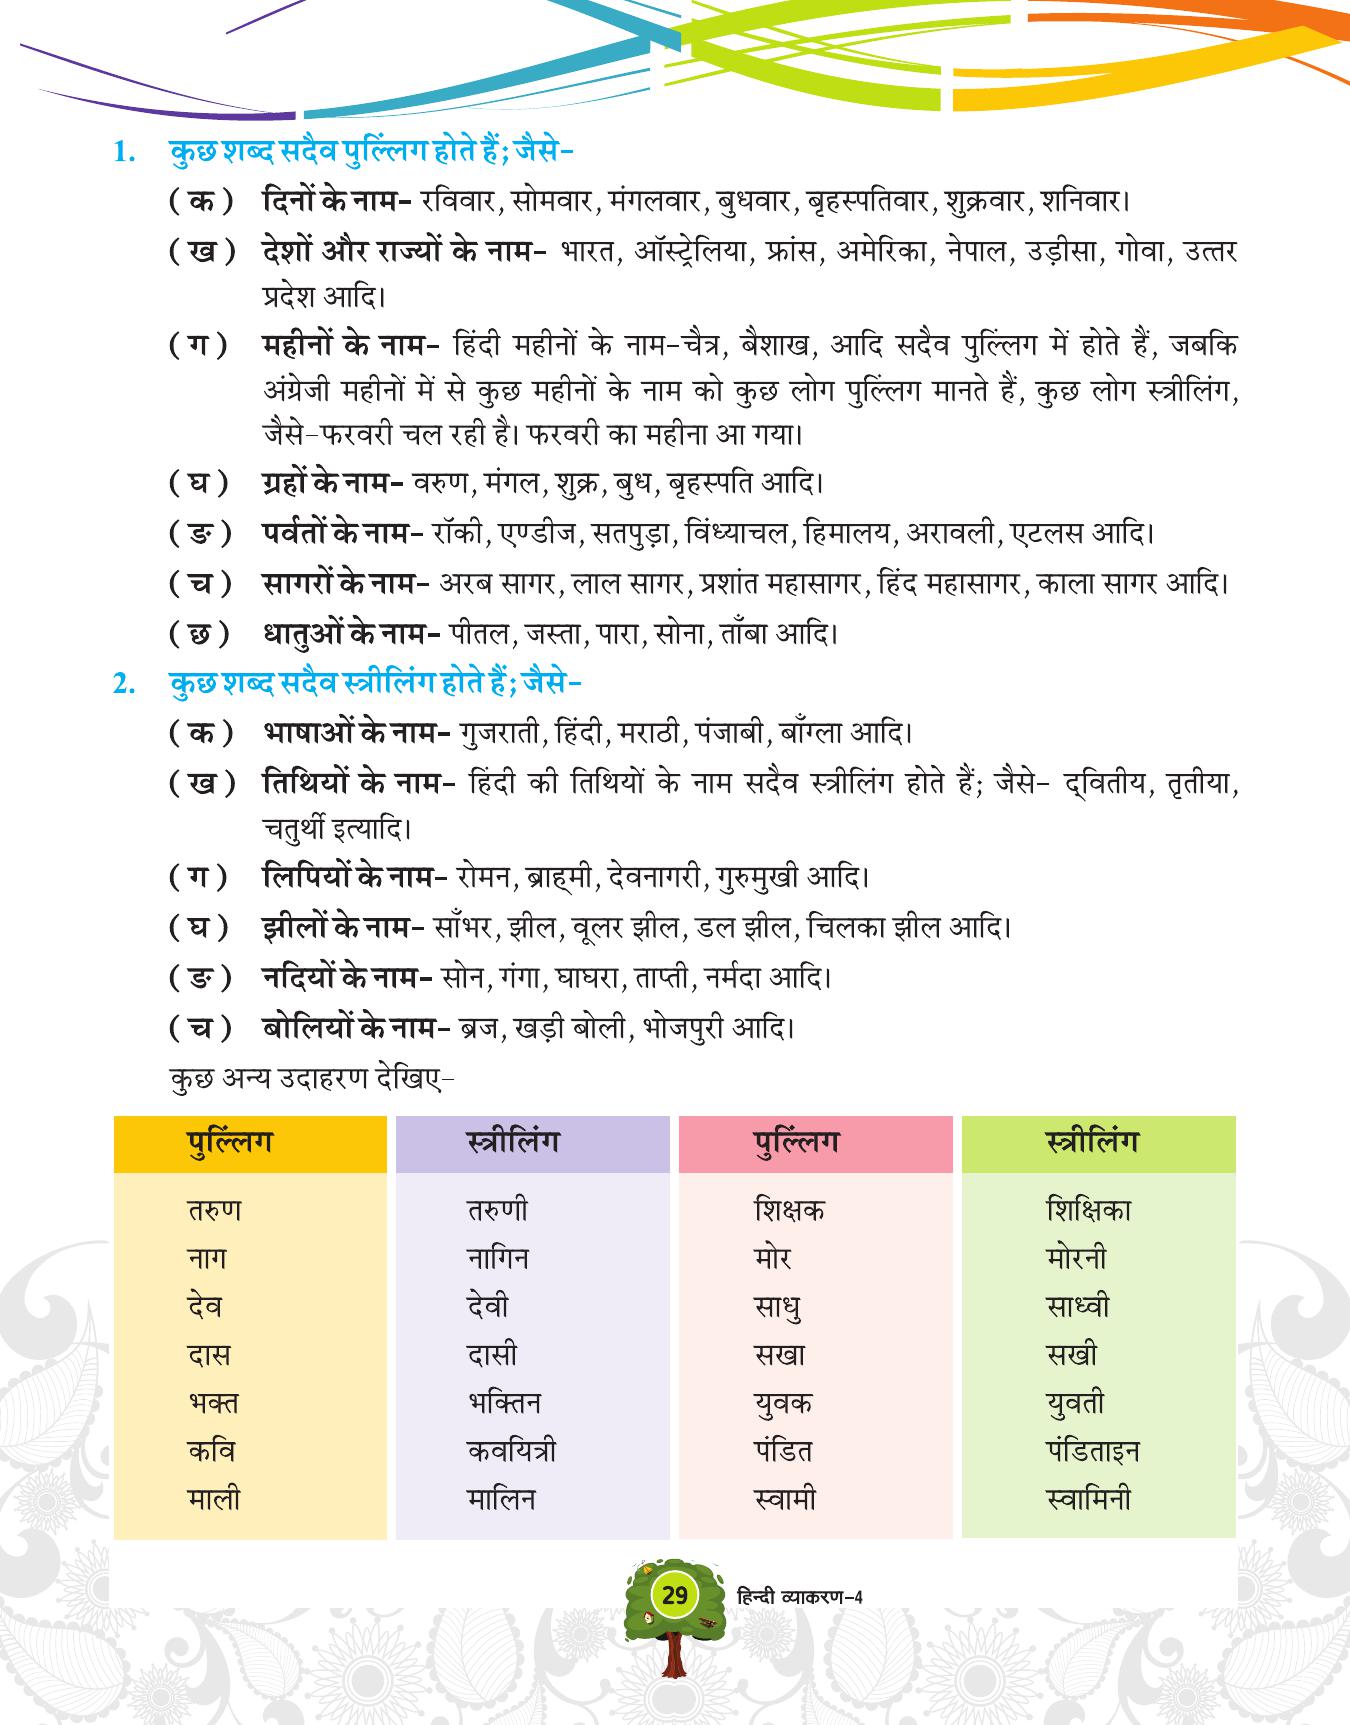 1. कुछ शब्द सदैव पुल्लिंग होते हैं; जैसे–
( क ) दिनों के नाम– रविवार, सोमवार, मंगलवार, बुधवार, बृहस्पतिवार, शुक्रवार, शनिवार।
( ख ) देशों और राज्यों के नाम– भारत, ऑस्ट्रेलिया, फ्रांस, अमेरिका, नेपाल, उड़ीसा, गोवा, उत्तर
प्रदेश आदि।
( ग ) महीनों के नाम– हिंदी महीनों के नाम–चैत्र, बैशाख, आदि सदैव पुल्लिंग में होते हैं, जबकि
अंग्रेजी महीनों में से कुछ महीनों के नाम को कुछ लोग पुल्लिंग मानते हैं, कुछ लोग स्त्रीलिंग,
जैसे–फरवरी चल रही है। फरवरी का महीना आ गया।
( घ ) ग्रहों के नाम– वरुण, मंगल, शुक्र, बुध, बृहस्पति आदि।
( ङ ) पर्वतों के नाम– रॉकी, एण्डीज, सतपुड़ा, विंध्याचल, हिमालय, अरावली, एटलस आदि।
( च ) सागरों के नाम– अरब सागर, लाल सागर, प्रशांत महासागर, हिंद महासागर, काला सागर आदि।
( छ ) धातुओं के नाम– पीतल, जस्ता, पारा, सोना, ताँबा आदि।
2. कुछ शब्द सदैव स्त्रीलिंग होते हैं; जैसे–
( क ) भाषाओं के नाम– गुजराती, हिंदी, मराठी, पंजाबी, बाँग्ला आदि।
( ख ) तिथियों के नाम– हिंदी की तिथियों के नाम सदैव स्त्रीलिंग होते हैं; जैसे– द्‌वितीय, तृतीया,
चतुर्थी इत्यादि।
( ग ) लिपियों के नाम– रोमन, ब्राह्‌मी, देवनागरी, गुरुमुखी आदि।
( घ ) झीलों के नाम– साँभर, झील, वूलर झील, डल झील, चिलका झील आदि।
( ङ ) नदियों के नाम– सोन, गंगा, घाघरा, ताप्ती, नर्मदा आदि।
( च ) बोलियों के नाम– ब्रज, खड़ी बोली, भोजपुरी आदि।
कुछ अन्य उदाहरण देखिए–
पुल्लिंग स्त्रीलिंग पुल्लिंग स्त्रीलिंग
तरुण तरुणी शिक्षक शिक्षिका
नाग नागिन मोर मोरनी
देव देवी साधु साध्वी
दास दासी सखा सखी
भक्त भक्तिन युवक युवती
कवि कवयित्री पंडित पंडिताइन
माली मालिन स्वामी स्वामिनी
29 हिन्दी व्याकरण–4